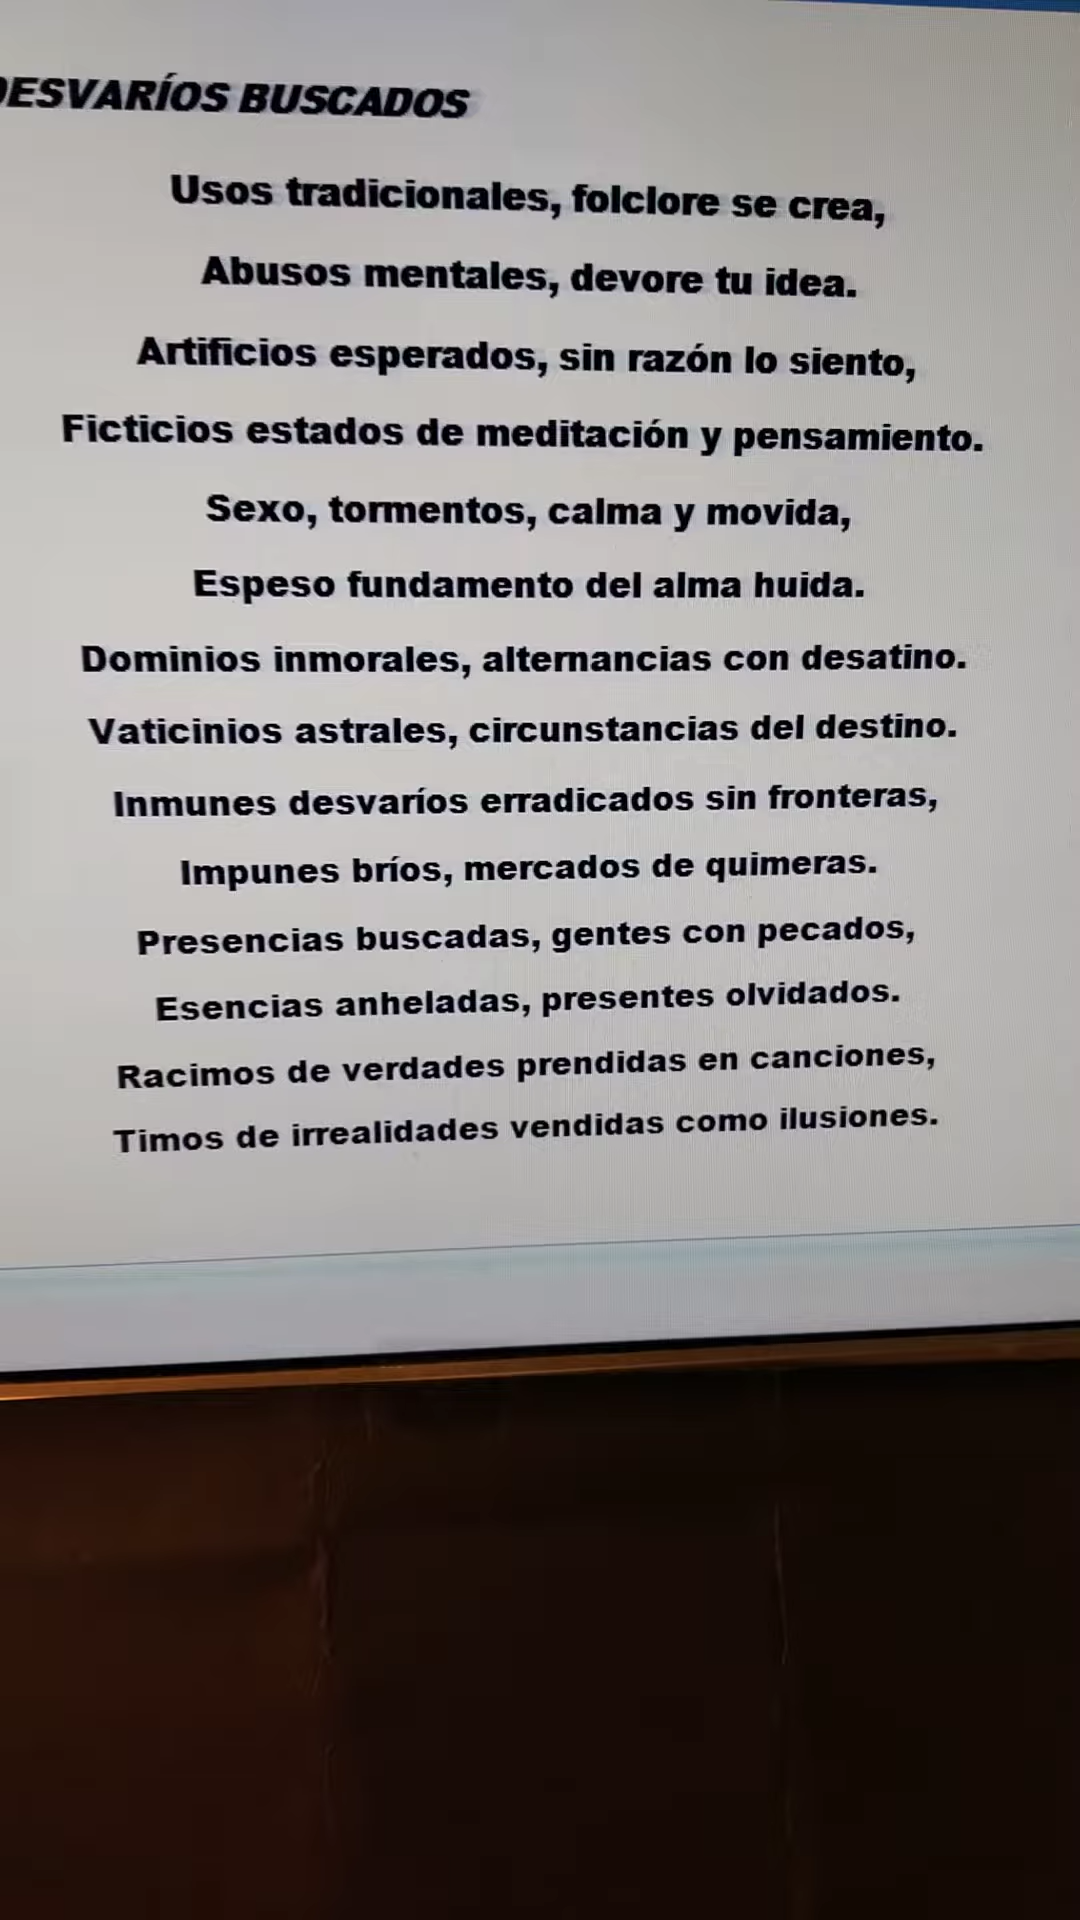 DESVARÍOS BUSCADOS
Usos tradicionales, folclore se crea,
Abusos mentales, devore tu idea.
Artificios esperados, sin razón lo siento,
Ficticios estados de meditación y pensamiento.
Sexo, tormentos, calma y movida,
Espeso fundamento del alma huida.
Dominios inmorales, alternancias con desatino.
Vaticinios astrales, circunstancias del destino.
Inmunes desvaríos erradicados sin fronteras,
Impunes bríos, mercados de quimeras.
Presencias buscadas, gentes con pecados,
Esencias anheladas, presentes olvidados.
Racimos de verdades prendidas en canciones,
Timos de irrealidades vendidas como ilusiones.